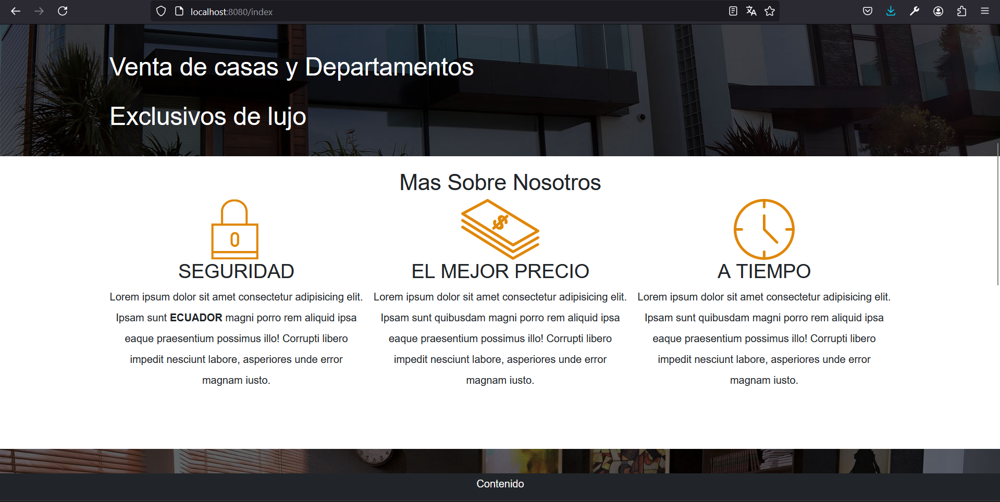 localhost:8080/index
Venta de casas y Departamentos
Exclusivos de lujo
Mas Sobre Nosotros
0
$
SEGURIDAD
Lorem ipsum dolor sit amet consectetur adipisicing elit.
Ipsam sunt ECUADOR magni porro rem aliquid ipsa
eaque praesentium possimus illo! Corrupti libero
impedit nesciunt labore, asperiores unde error
magnam iusto.
EL MEJOR PRECIO
Lorem ipsum dolor sit amet consectetur adipisicing elit.
Ipsam sunt quibusdam magni porro rem aliquid ipsa
eaque praesentium possimus illo! Corrupti libero
impedit nesciunt labore, asperiores unde error
magnam iusto.
A TIEMPO
Lorem ipsum dolor sit amet consectetur adipisicing elit.
Ipsam sunt quibusdam magni porro rem aliquid ipsa
eaque praesentium possimus illo! Corrupti libero
impedit nesciunt labore, asperiores unde error
magnam iusto.
8 7 6 5 4
Contenido